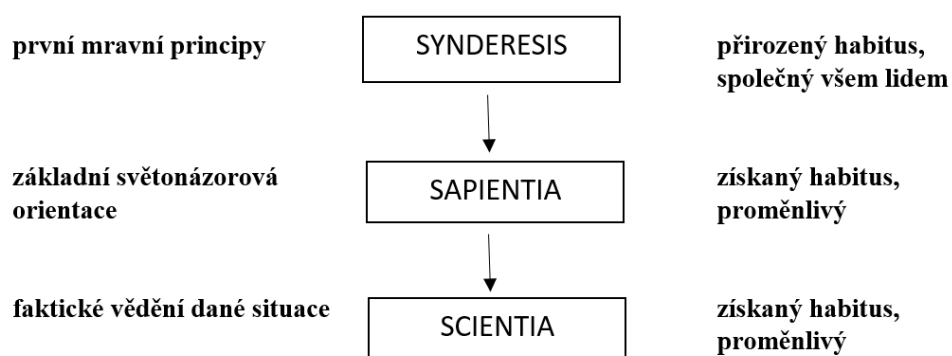 první mravní principy
SYNDERESIS
přirozený habitus,
společný všem lidem
základní světonázorová
orientace
SAPIENTIA
získaný habitus,
proměnlivý
faktické vědění dané situace
SCIENTIA
získaný habitus,
proměnlivý